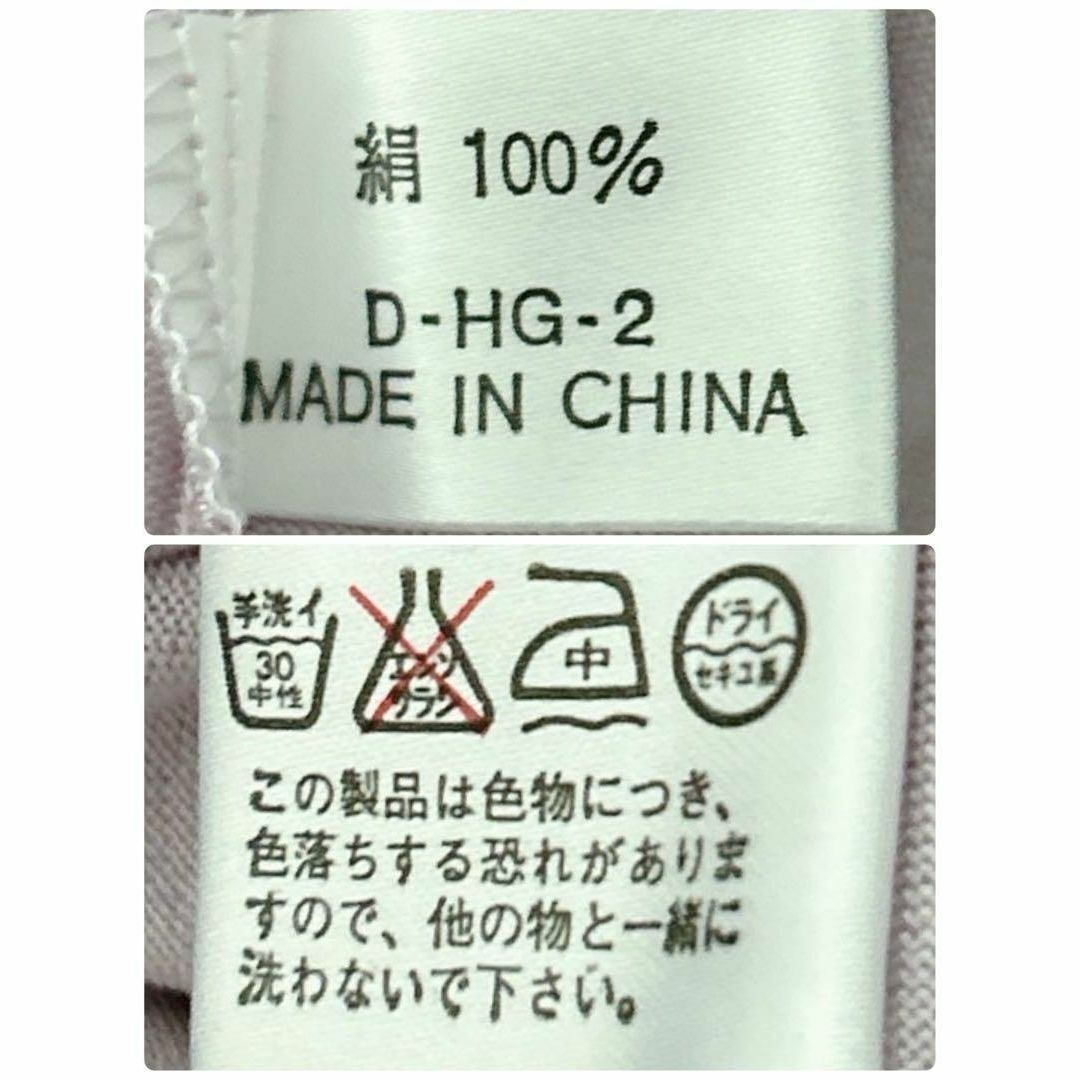 絹 100%
D-HG-2
MADE IN CHINA
手洗イ
30
中性
エンソ
サラシ
中
ドライ
セキユ系
この製品は色物につき、
色落ちする恐れがありま
すので、他の物と一緒に
洗わないで下さい。